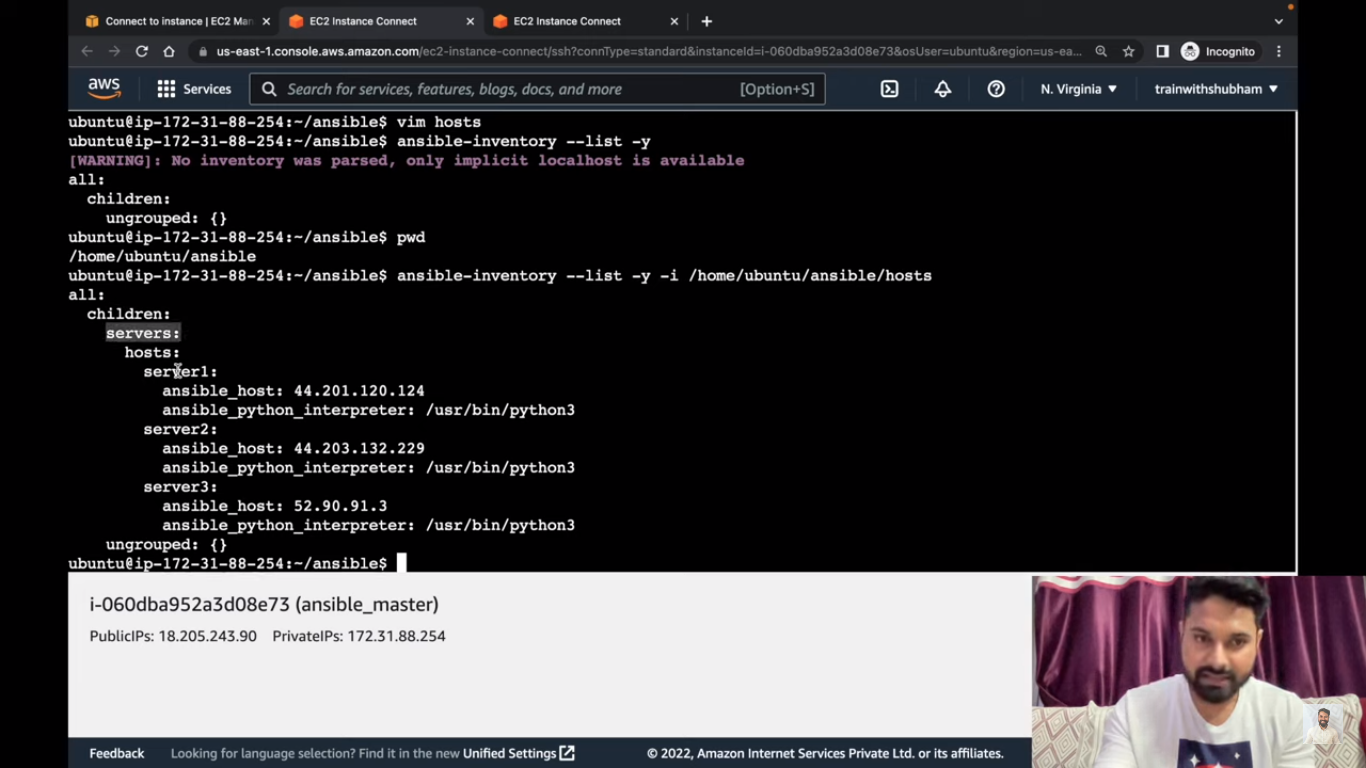 Connect to instance | EC2 Mar
EC2 Instance Connect
EC2 Instance Connect
us-east-1.console.aws.amazon.com/ec2-instance-connect/ssh?connType=standard&instanceId=i-060dba952a3d08e73&osUser=ubuntu&region=us-ea...
Incognito
aws
Services
Search for services, features, blogs, docs, and more
[Option+S]
N. Virginia
trainwithshubham
ubuntu@ip-172-31-88-254:~/ansible$ vim hosts
ubuntu@ip-172-31-88-254:~/ansible$ ansible-inventory --list -y
[WARNING]: No inventory was parsed, only implicit localhost is available
all:
  children:
    ungrouped: {}
ubuntu@ip-172-31-88-254:~/ansible$ pwd
/home/ubuntu/ansible
ubuntu@ip-172-31-88-254:~/ansible$ ansible-inventory --list -y -i /home/ubuntu/ansible/hosts
all:
  children:
    servers:
      hosts:
        server1:
          ansible_host: 44.201.120.124
          ansible_python_interpreter: /usr/bin/python3
        server2:
          ansible_host: 44.203.132.229
          ansible_python_interpreter: /usr/bin/python3
        server3:
          ansible_host: 52.90.91.3
          ansible_python_interpreter: /usr/bin/python3
    ungrouped: {}
ubuntu@ip-172-31-88-254:~/ansible$
i-060dba952a3d08e73 (ansible_master)
PublicIPs: 18.205.243.90 PrivateIPs: 172.31.88.254
Feedback
Looking for language selection? Find it in the new Unified Settings
© 2022, Amazon Internet Services Private Ltd. or its affiliates.